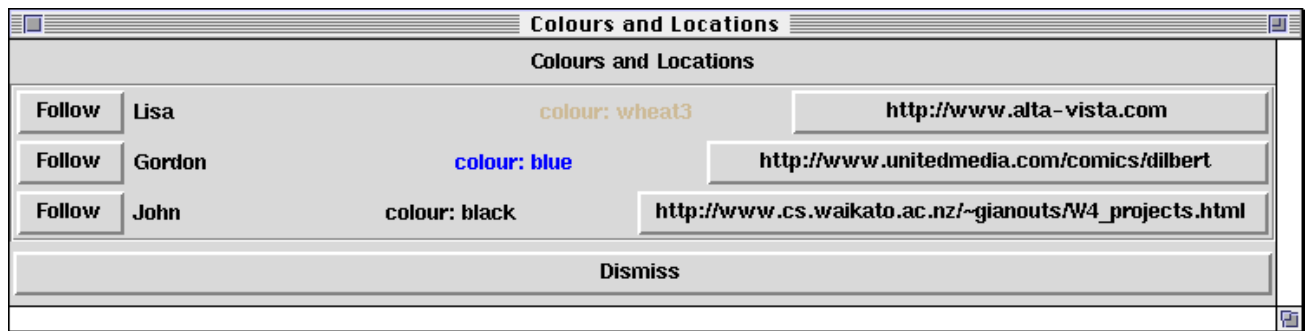 Colours and Locations
Colours and Locations
Follow Lisa colour: wheat3 http://www.alta-vista.com
Follow Gordon colour: blue http://www.unitedmedia.com/comics/dilbert
Follow John colour: black http://www.cs.waikato.ac.nz/~gianouts/W4_projects.html
Dismiss